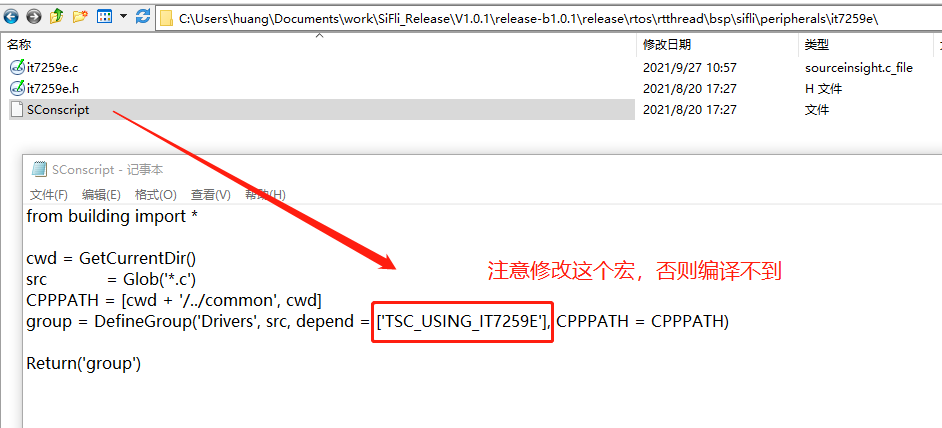 C:\Users\huang\Documents\work\SiFli_Release\V1.0.1\release-b1.0.1\release\rtos\rtthread\bsp\sifli\peripherals\it7259e\
名称 修改日期 类型
it7259e.c 2021/9/27 10:57 sourceinsight.c_file
it7259e.h 2021/8/20 17:27 H 文件
SConscript 2021/8/20 17:27 文件
SConscript - 记事本
文件(F) 编辑(E) 格式(O) 查看(V) 帮助(H)
from building import *
cwd = GetCurrentDir()
src = Glob('*.c')
CPPPATH = [cwd + '/../common', cwd]
group = DefineGroup('Drivers', src, depend = ['TSC_USING_IT7259E'], CPPPATH = CPPPATH)
Return('group')
注意修改这个宏，否则编译不到